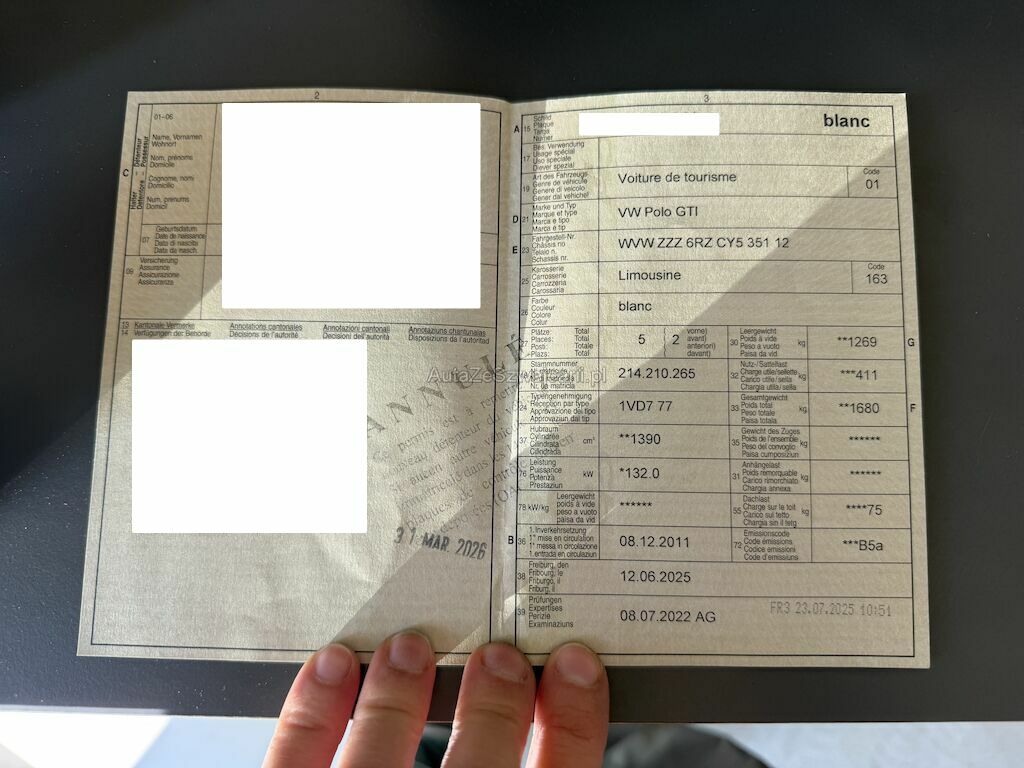 2
01-06
Name, Vornamen
Wohnort
Nom, prénoms
Domicile
Cognome, nomi
Domicilio
Num, prenums
Domicil
C
Halter – Détenteur
Detentore – Possessur
07
Geburtsdatum
Date de naissance
Data di nascita
Data da nasch.
09
Versicherung
Assurance
Assicurazione
Assicuranza
13
14
Kantonale Vermerke
Verfügungen der Behörde
Annotations cantonales
Décisions de l'autorité
Annotazioni cantonali
Decisioni dell'autorità
Annotaziuns chantunalas
Disposiziuns da l'autoritad
ANNULÉ
31 MAR. 2026
3
A
15
Schild
Plaque
Targa
Numer
blanc
17
Bes. Verwendung
Usage spécial
Uso speciale
Diever spezial
19
Art des Fahrzeugs
Genre de véhicule
Genere di veicolo
Gener dal vehichel
Voiture de tourisme
Code
01
D
21
Marke und Typ
Marque et type
Marca e tipo
Marca e tip
VW Polo GTI
E
23
Fahrgestell-Nr.
Châssis no
Telaio n.
Schassis nr.
WVW ZZZ 6RZ CY5 351 12
25
Karosserie
Carrosserie
Carrozzeria
Carossaria
Limousine
Code
163
26
Farbe
Couleur
Colore
Colur
blanc
Plätze: Total
Places: Total
Posti: Totale
Plazs: Total
5 ( 2
vorne)
avant)
anteriori)
davant)
30
Leergewicht
Poids à vide
Peso a vuoto
Paisa da vid
kg
**1269
G
Stammnummer
Nr. da matricla
214.210.265
32
Nutz-/Sattellast
Charge utile/sellette
Carico utile/sella
Chargia utila/sella
kg
***411
24
Typengenehmigung
Réception par type
Approvazione del tipo
Approvaziun dal tip
1VD7 77
33
Gesamtgewicht
Poids total
Peso totale
Paisa totala
kg
**1680
F
37
Hubraum
Cylindrée
Cilindrata
Cilindrada
cm³
**1390
35
Gewicht des Zuges
Poids de l'ensemble
Peso del convoglio
Paisa cumposiziun
kg
******
76
Leistung
Puissance
Potenza
Prestaziun
kW
*132.0
31
Anhängelast
Poids remorquable
Carico rimorchiato
Chargia annexa
kg
******
78
kW/kg
Leergewicht
poids à vide
peso a vuoto
paisa da vid
******
55
Dachlast
Charge sur le toit
Carico sul tetto
Chargia sin il tetg
kg
****75
B
36
1. Inverkehrsetzung
1re mise en circulation
1a messa in circolazione
1. entrada en circulaziun
08.12.2011
72
Emissionscode
Code émissions
Codice emissioni
Code d'emissiuns
***B5a
38
Freiburg, den
Fribourg, le
Friburgo, il
Friburg, il
12.06.2025
39
Prüfungen
Expertises
Perizie
Examinaziuns
08.07.2022 AG
FR3 23.07.2025 10:51
AutaZeSzwajcarii.pl